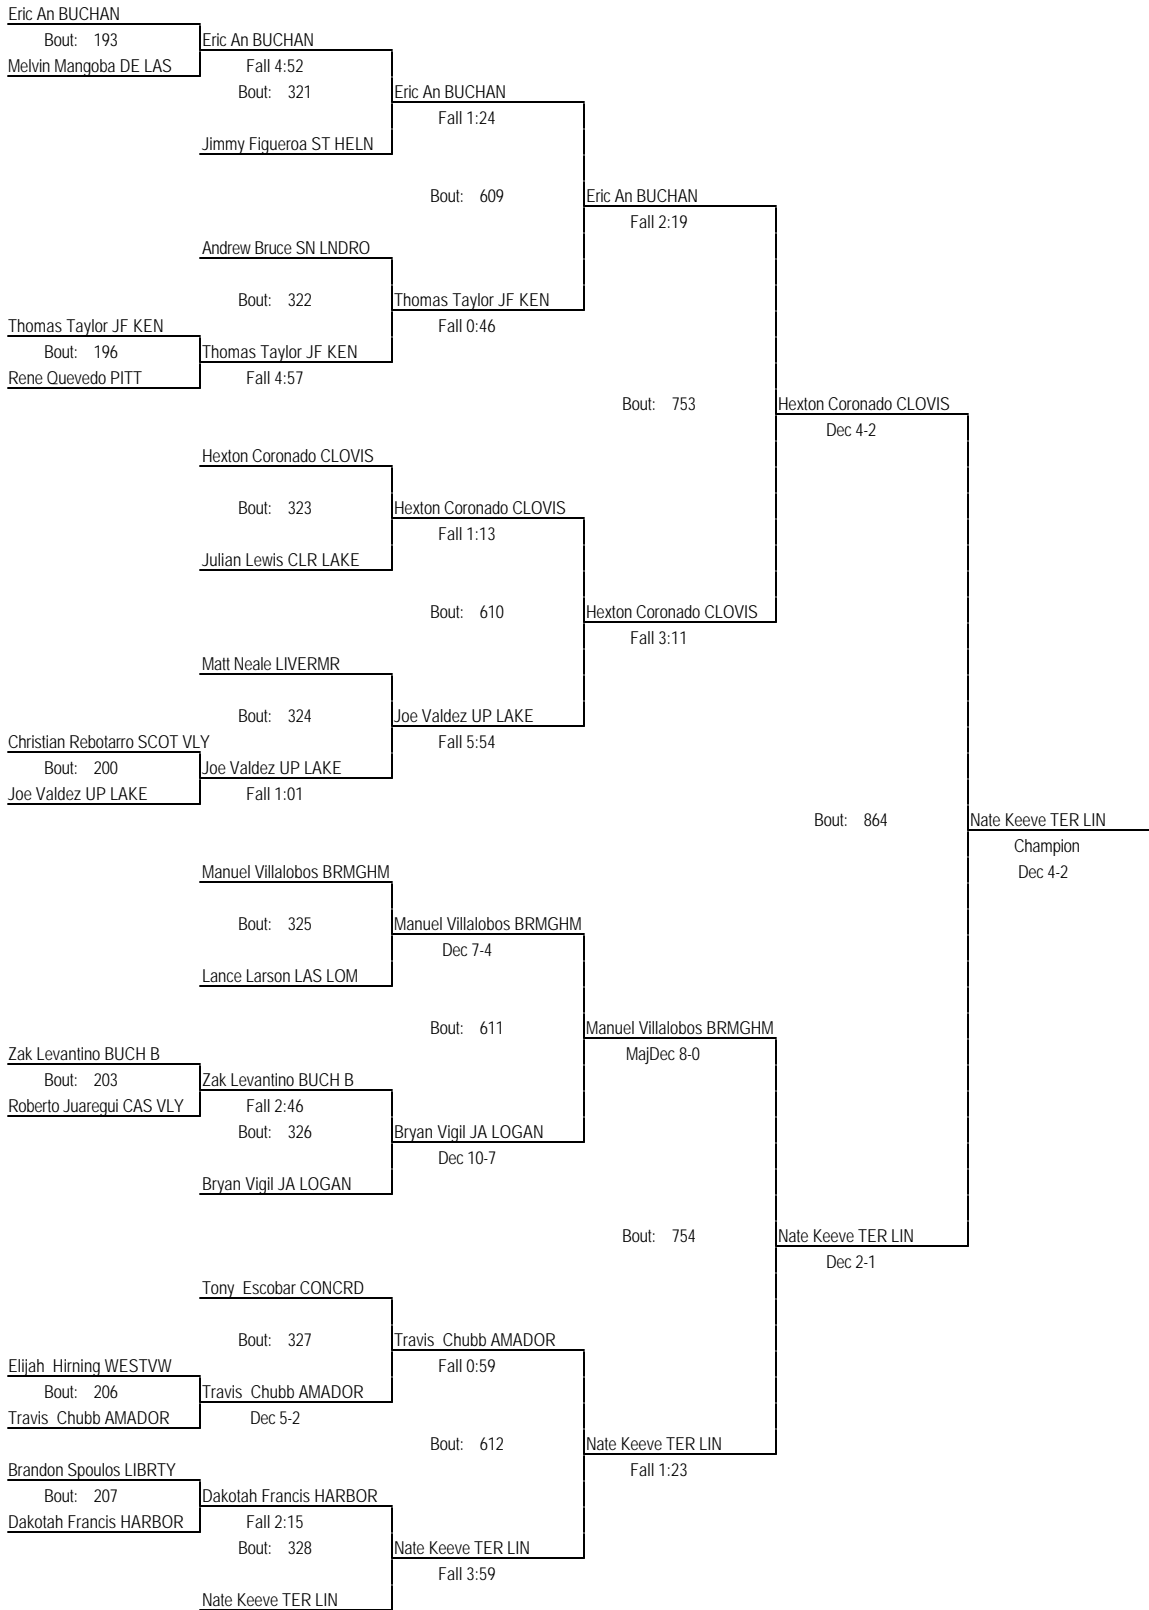 Eric An BUCHAN
Bout: 193
Eric An BUCHAN
Melvin Mangoba DE LAS
Fall 4:52
Bout: 321
Eric An BUCHAN
Fall 1:24
Jimmy Figueroa ST HELN
Bout: 609
Eric An BUCHAN
Fall 2:19
Andrew Bruce SN LNDRO
Bout: 322
Thomas Taylor JF KEN
Fall 0:46
Thomas Taylor JF KEN
Bout: 196
Thomas Taylor JF KEN
Rene Quevedo PITT
Fall 4:57
Bout: 753
Hexton Coronado CLOVIS
Dec 4-2
Hexton Coronado CLOVIS
Bout: 323
Hexton Coronado CLOVIS
Fall 1:13
Julian Lewis CLR LAKE
Bout: 610
Hexton Coronado CLOVIS
Fall 3:11
Matt Neale LIVERMR
Bout: 324
Joe Valdez UP LAKE
Fall 5:54
Christian Rebotarro SCOT VLY
Bout: 200
Joe Valdez UP LAKE
Joe Valdez UP LAKE
Fall 1:01
Bout: 864
Nate Keeve TER LIN
Champion
Dec 4-2
Manuel Villalobos BRMGHM
Bout: 325
Manuel Villalobos BRMGHM
Dec 7-4
Lance Larson LAS LOM
Bout: 611
Manuel Villalobos BRMGHM
MajDec 8-0
Zak Levantino BUCH B
Bout: 203
Zak Levantino BUCH B
Roberto Juaregui CAS VLY
Fall 2:46
Bout: 326
Bryan Vigil JA LOGAN
Dec 10-7
Bryan Vigil JA LOGAN
Bout: 754
Nate Keeve TER LIN
Dec 2-1
Tony Escobar CONCRD
Bout: 327
Travis Chubb AMADOR
Fall 0:59
Elijah Hirning WESTVW
Bout: 206
Travis Chubb AMADOR
Travis Chubb AMADOR
Dec 5-2
Bout: 612
Nate Keeve TER LIN
Fall 1:23
Brandon Spoulos LIBRTY
Bout: 207
Dakotah Francis HARBOR
Dakotah Francis HARBOR
Fall 2:15
Bout: 328
Nate Keeve TER LIN
Fall 3:59
Nate Keeve TER LIN